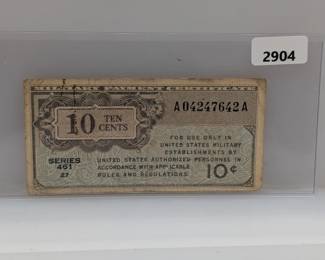 2904
A04247642A
10 TEN
CENTS
FOR USE ONLY IN
UNITED STATES MILITARY
ESTABLISHMENTS BY
UNITED STATES AUTHORIZED PERSONNEL IN
ACCORDANCE WITH APPLICABLE
RULES AND REGULATIONS.
SERIES
461
27
10¢